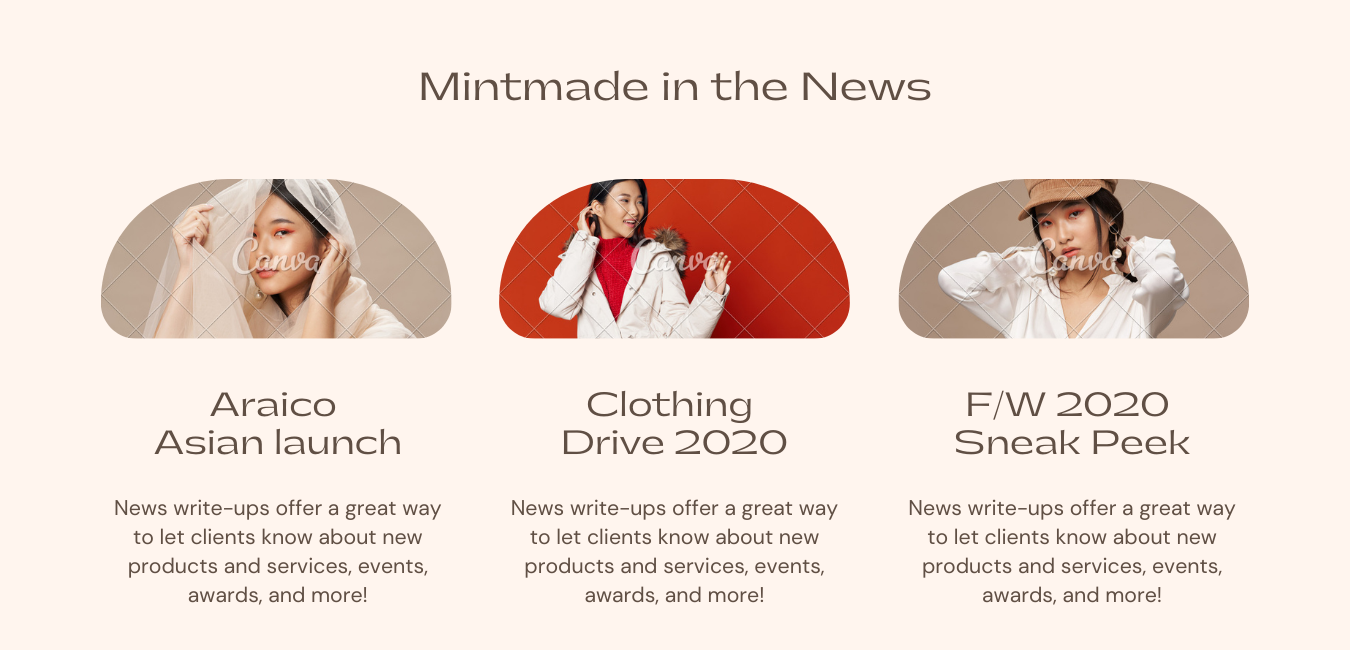 Mintmade in the News
Canva
Canva
Canva
Araico
Asian launch
Clothing
Drive 2020
F/W 2020
Sneak Peek
News write-ups offer a great way
to let clients know about new
products and services, events,
awards, and more!
News write-ups offer a great way
to let clients know about new
products and services, events,
awards, and more!
News write-ups offer a great way
to let clients know about new
products and services, events,
awards, and more!